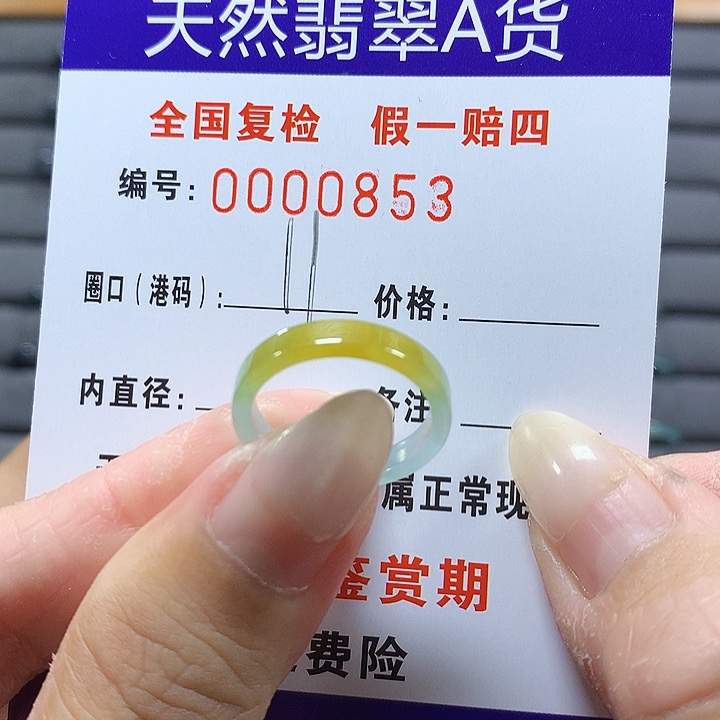 天然翡翠A货
全国复检 假一赔四
编号: 0000853
圈口(港码): 11 价格:
内直径: 备注
属正常现
鉴赏期
费险